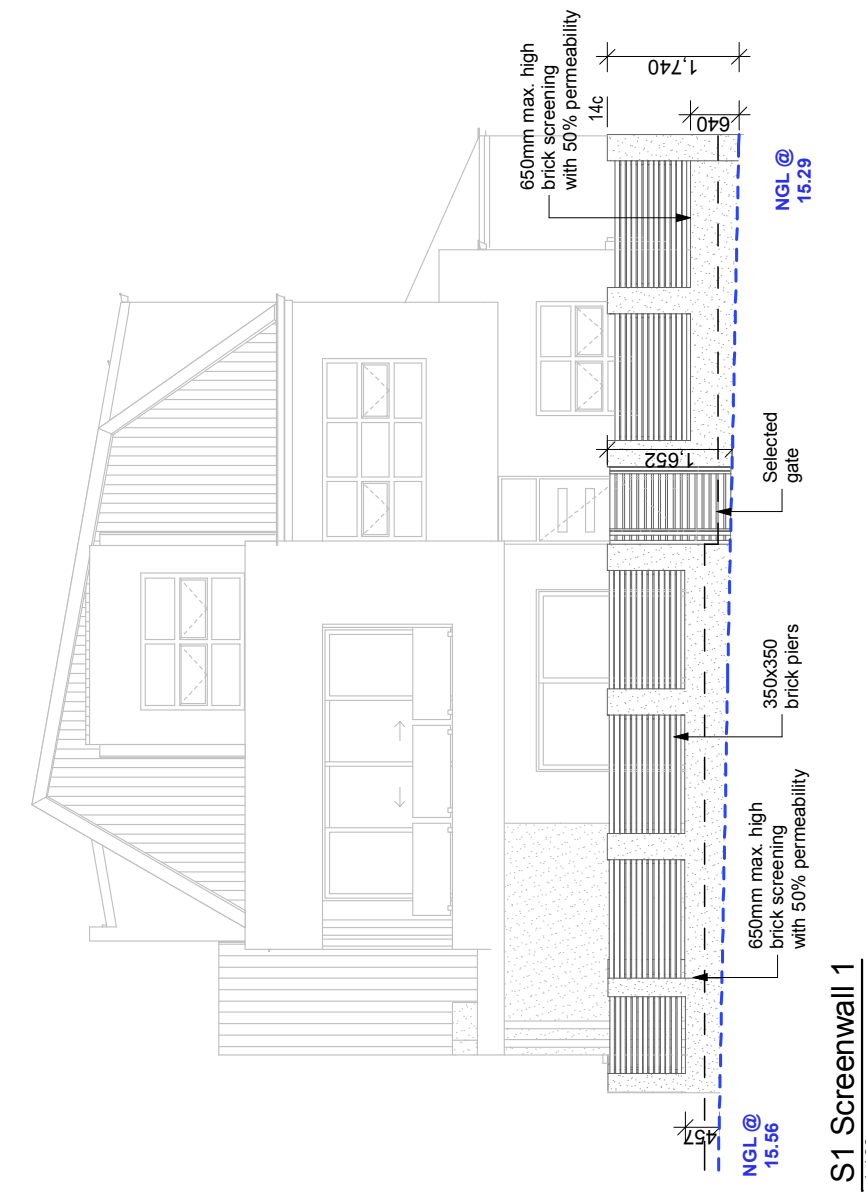 650mm max. high
brick screening
with 50% permeability
14c
1,740
640
NGL @
15.29
1,652
Selected
gate
350x350
brick piers
650mm max. high
brick screening
with 50% permeability
457
NGL @
15.56
S1 Screenwall 1